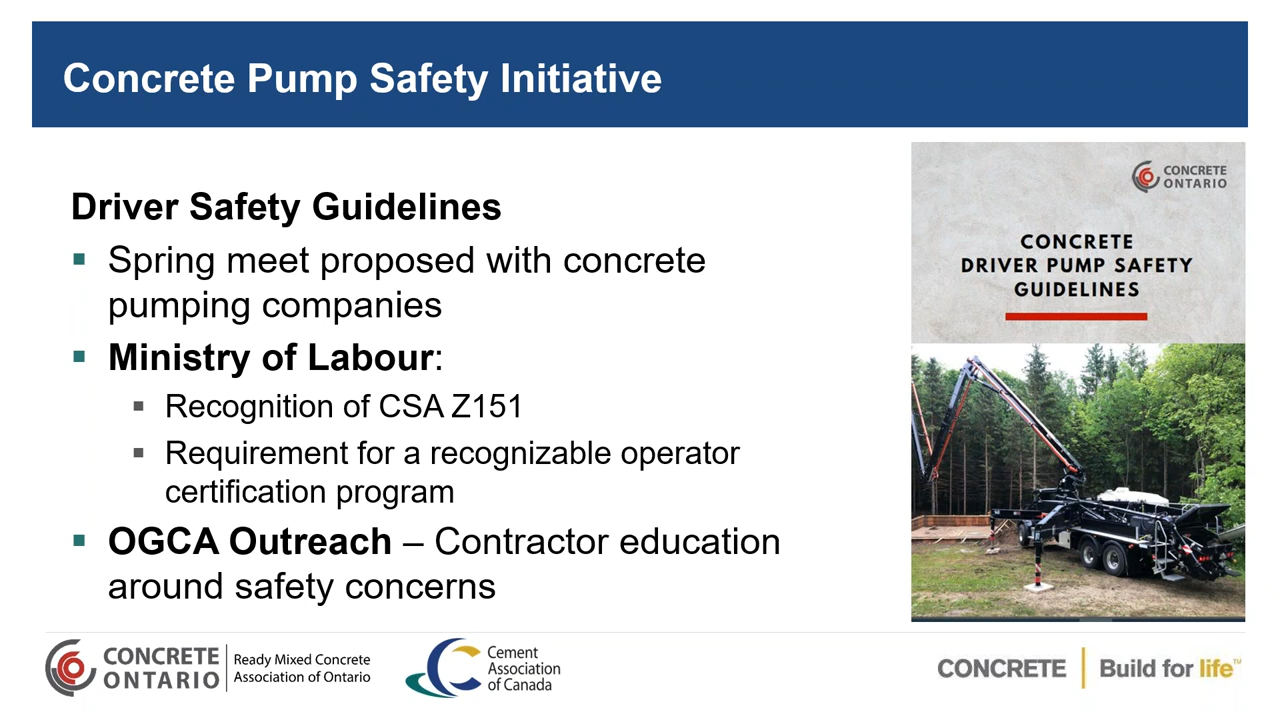 Concrete Pump Safety Initiative
Driver Safety Guidelines
▪ Spring meet proposed with concrete
pumping companies
▪ Ministry of Labour:
▪ Recognition of CSA Z151
▪ Requirement for a recognizable operator
certification program
▪ OGCA Outreach – Contractor education
around safety concerns
CONCRETE
ONTARIO
CONCRETE
DRIVER PUMP SAFETY
GUIDELINES
CONCRETE
ONTARIO
Ready Mixed Concrete
Association of Ontario
Cement
Association
of Canada
CONCRETE | Build for life™